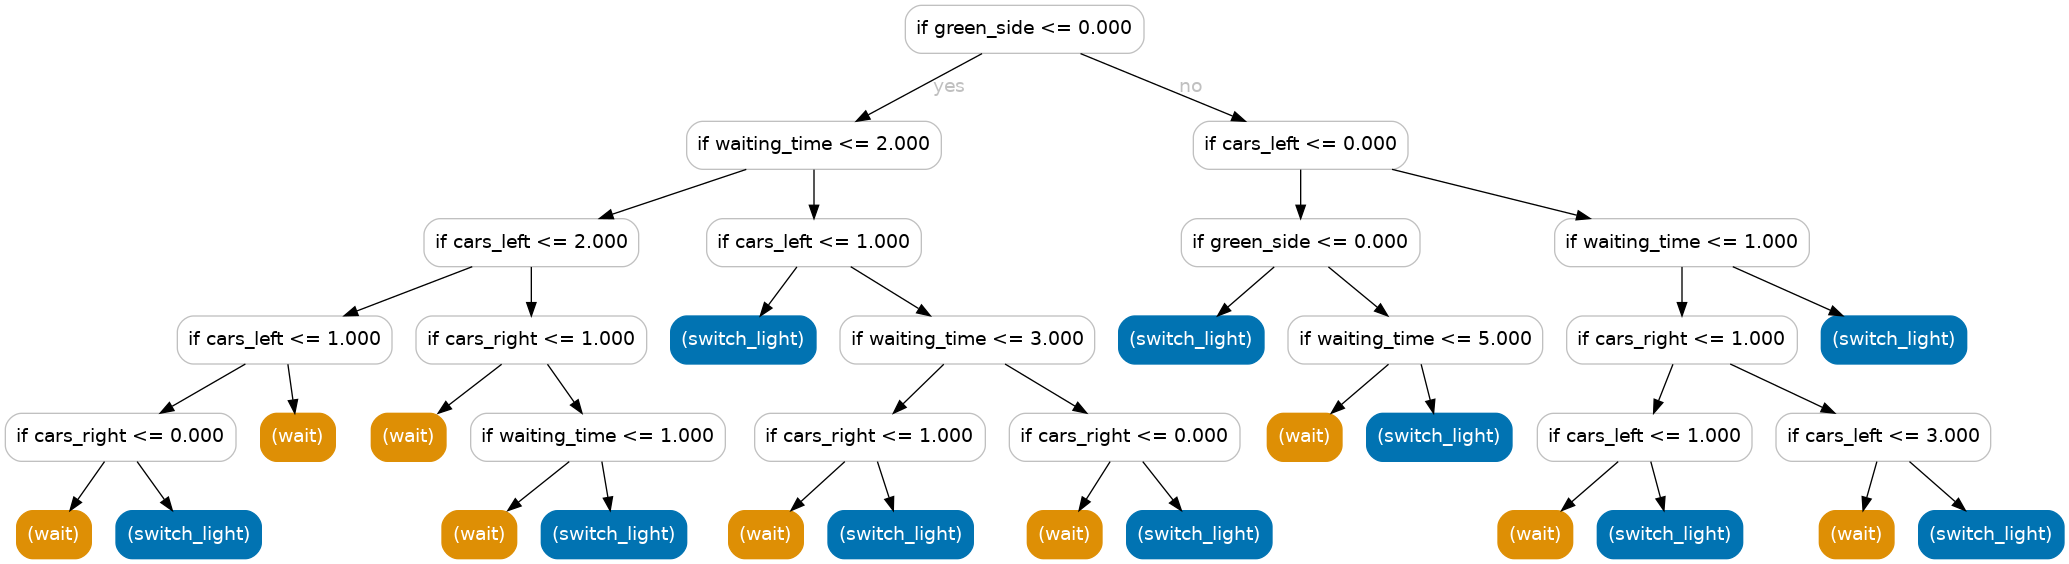 if green_side <= 0.000
yes
no
if waiting_time <= 2.000
if cars_left <= 0.000
if cars_left <= 2.000
if cars_left <= 1.000
if green_side <= 0.000
if waiting_time <= 1.000
if cars_left <= 1.000
if cars_right <= 1.000
(switch_light)
if waiting_time <= 3.000
(switch_light)
if waiting_time <= 5.000
if cars_right <= 1.000
(switch_light)
if cars_right <= 0.000
(wait)
(wait)
if waiting_time <= 1.000
if cars_right <= 1.000
if cars_right <= 0.000
(wait)
(switch_light)
if cars_left <= 1.000
if cars_left <= 3.000
(wait)
(switch_light)
(wait)
(switch_light)
(wait)
(switch_light)
(wait)
(switch_light)
(wait)
(switch_light)
(wait)
(switch_light)